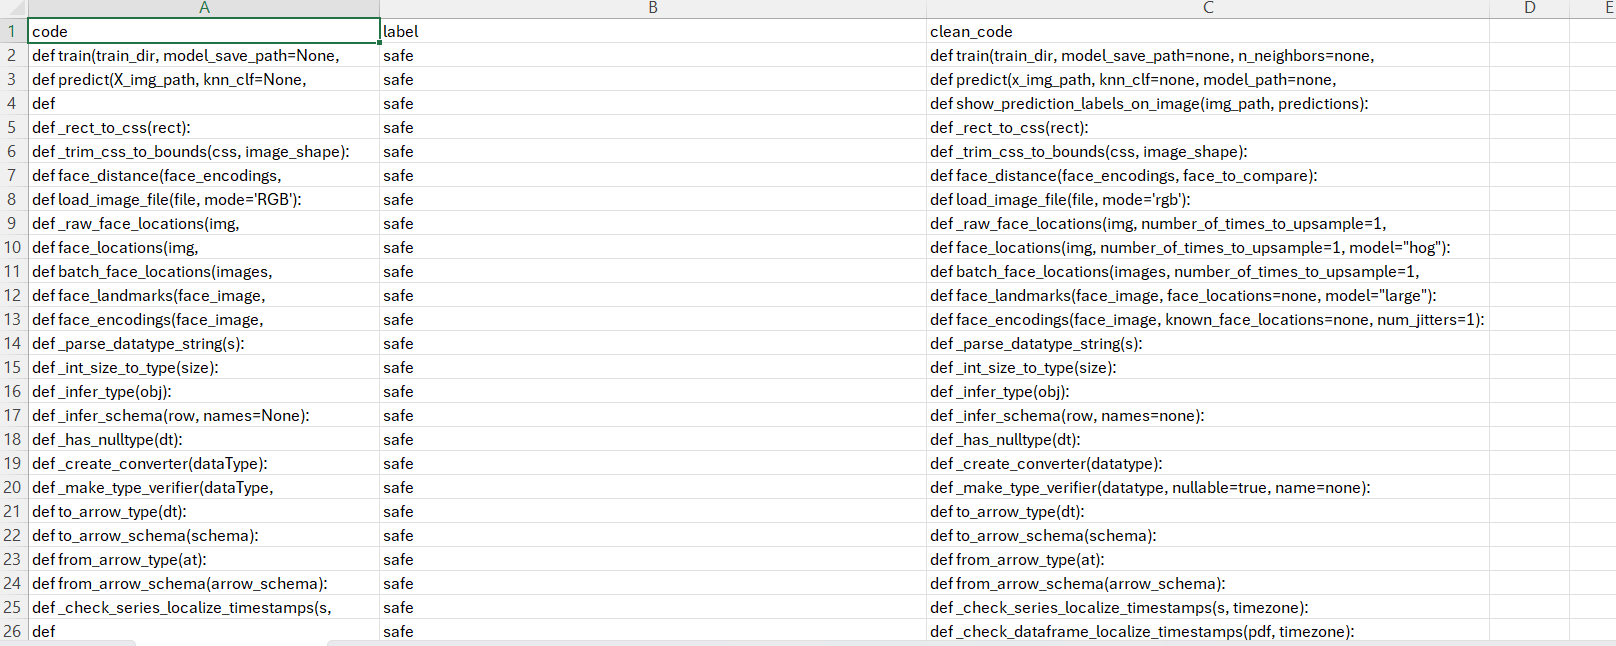 A B C D E
1 code label clean_code
2 def train(train_dir, model_save_path=None, safe def train(train_dir, model_save_path=none, n_neighbors=none,
3 def predict(X_img_path, knn_clf=None, safe def predict(x_img_path, knn_clf=none, model_path=none,
4 def safe def show_prediction_labels_on_image(img_path, predictions):
5 def _rect_to_css(rect): safe def _rect_to_css(rect):
6 def _trim_css_to_bounds(css, image_shape): safe def _trim_css_to_bounds(css, image_shape):
7 def face_distance(face_encodings, safe def face_distance(face_encodings, face_to_compare):
8 def load_image_file(file, mode='RGB'): safe def load_image_file(file, mode='rgb'):
9 def _raw_face_locations(img, safe def _raw_face_locations(img, number_of_times_to_upsample=1,
10 def face_locations(img, safe def face_locations(img, number_of_times_to_upsample=1, model="hog"):
11 def batch_face_locations(images, safe def batch_face_locations(images, number_of_times_to_upsample=1,
12 def face_landmarks(face_image, safe def face_landmarks(face_image, face_locations=none, model="large"):
13 def face_encodings(face_image, safe def face_encodings(face_image, known_face_locations=none, num_jitters=1):
14 def _parse_datatype_string(s): safe def _parse_datatype_string(s):
15 def _int_size_to_type(size): safe def _int_size_to_type(size):
16 def _infer_type(obj): safe def _infer_type(obj):
17 def _infer_schema(row, names=None): safe def _infer_schema(row, names=none):
18 def _has_nulltype(dt): safe def _has_nulltype(dt):
19 def _create_converter(dataType): safe def _create_converter(datatype):
20 def _make_type_verifier(dataType, safe def _make_type_verifier(datatype, nullable=true, name=none):
21 def to_arrow_type(dt): safe def to_arrow_type(dt):
22 def to_arrow_schema(schema): safe def to_arrow_schema(schema):
23 def from_arrow_type(at): safe def from_arrow_type(at):
24 def from_arrow_schema(arrow_schema): safe def from_arrow_schema(arrow_schema):
25 def _check_series_localize_timestamps(s, safe def _check_series_localize_timestamps(s, timezone):
26 def safe def _check_dataframe_localize_timestamps(pdf, timezone):